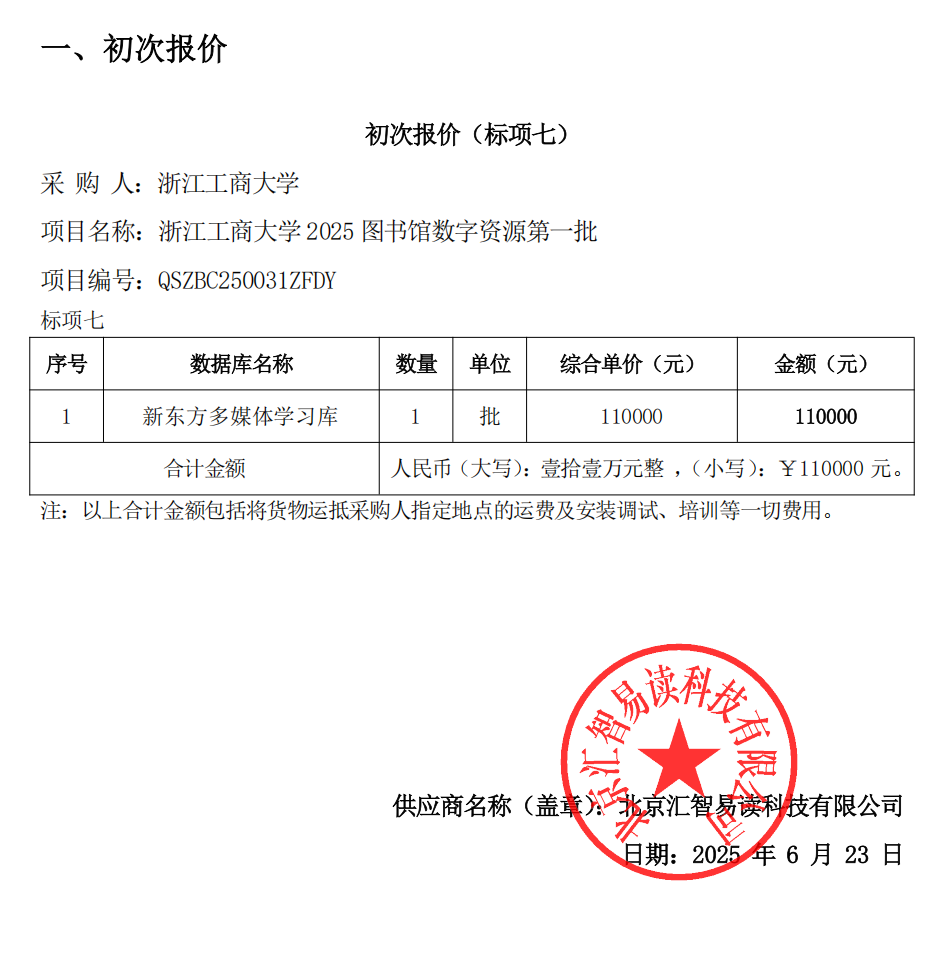 一、初次报价
初次报价（标项七）
采 购 人：浙江工商大学
项目名称：浙江工商大学 2025 图书馆数字资源第一批
项目编号：QSZBC250031ZFDY
标项七
序号 数据库名称 数量 单位 综合单价（元） 金额（元）
1 新东方多媒体学习库 1 批 110000 110000
合计金额 人民币（大写）：壹拾壹万元整 ，（小写）：￥110000 元。
注：以上合计金额包括将货物运抵采购人指定地点的运费及安装调试、培训等一切费用。
北京汇智易读科技有限公司
供应商名称（盖章）：北京汇智易读科技有限公司
日期：2025 年 6 月 23 日